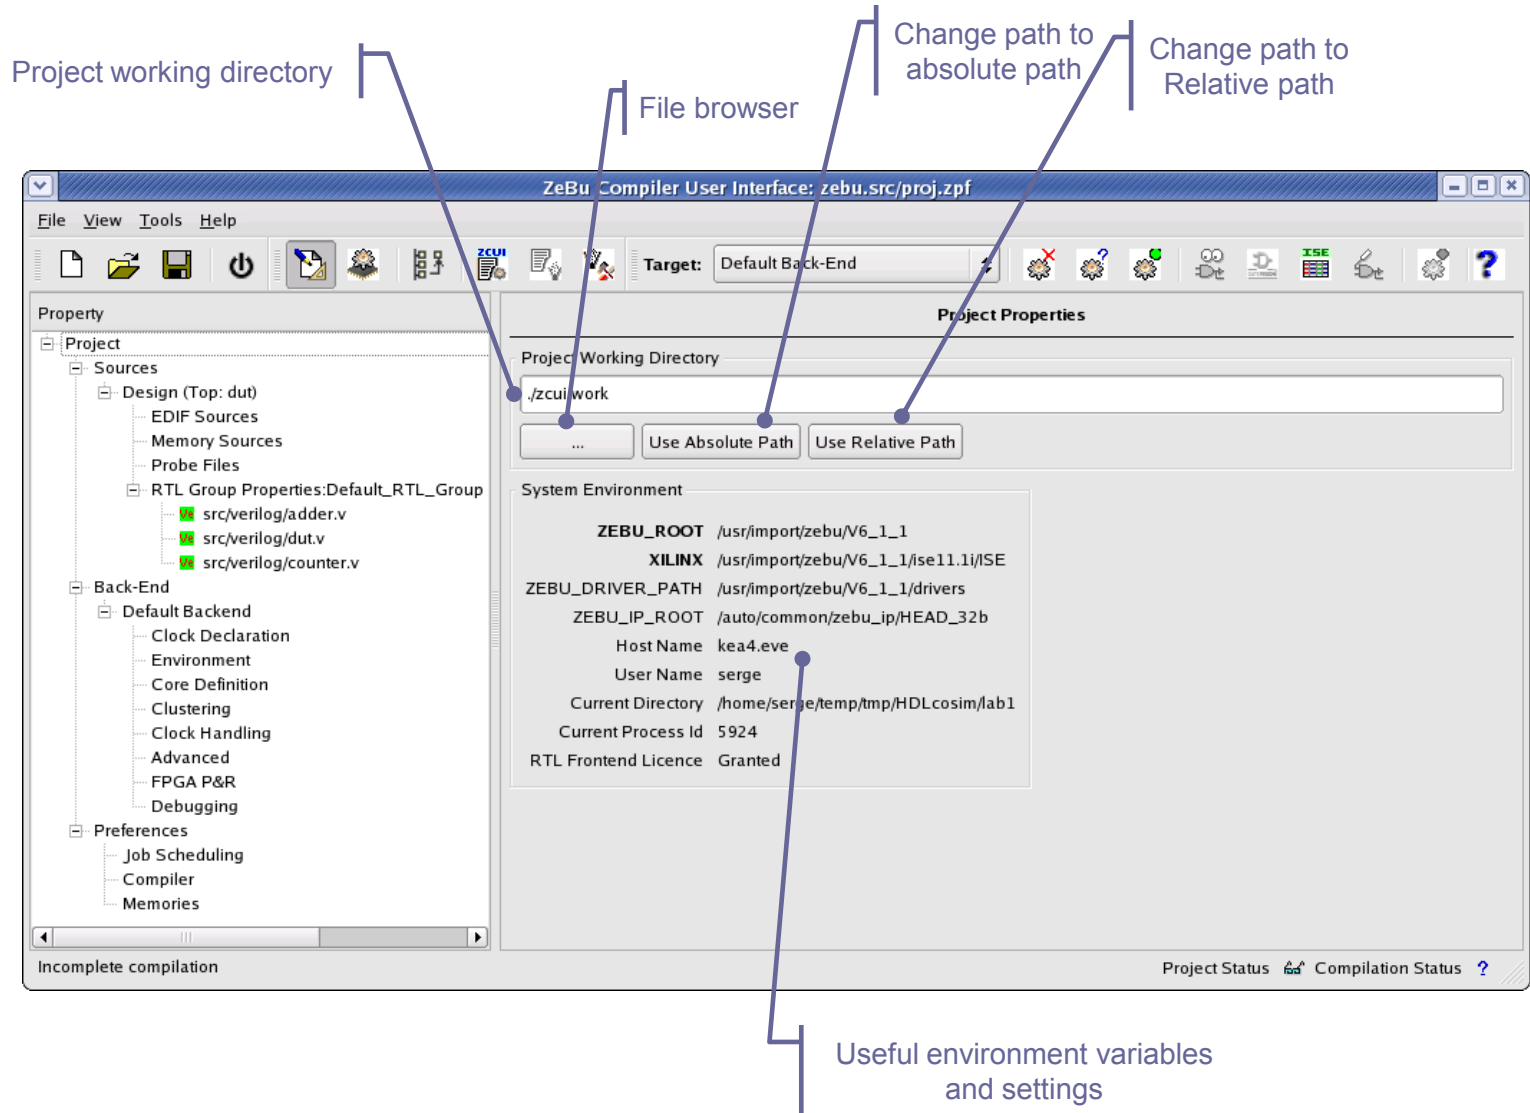 Project working directory
File browser
Change path to
absolute path
Change path to
Relative path
ZeBu Compiler User Interface: zebu.src/proj.zpf
File View Tools Help
ZCUI
Target: Default Back-End
ISE
?
Property
Project
Sources
Design (Top: dut)
EDIF Sources
Memory Sources
Probe Files
RTL Group Properties:Default_RTL_Group
Ve src/verilog/adder.v
Ve src/verilog/dut.v
Ve src/verilog/counter.v
Back-End
Default Backend
Clock Declaration
Environment
Core Definition
Clustering
Clock Handling
Advanced
FPGA P&R
Debugging
Preferences
Job Scheduling
Compiler
Memories
Project Properties
Project Working Directory
./zcui.work
... Use Absolute Path Use Relative Path
System Environment
ZEBU_ROOT /usr/import/zebu/V6_1_1
XILINX /usr/import/zebu/V6_1_1/ise11.1i/ISE
ZEBU_DRIVER_PATH /usr/import/zebu/V6_1_1/drivers
ZEBU_IP_ROOT /auto/common/zebu_ip/HEAD_32b
Host Name kea4.eve
User Name serge
Current Directory /home/serge/temp/tmp/HDLcosim/lab1
Current Process Id 5924
RTL Frontend Licence Granted
Incomplete compilation
Project Status Compilation Status ?
Useful environment variables
and settings